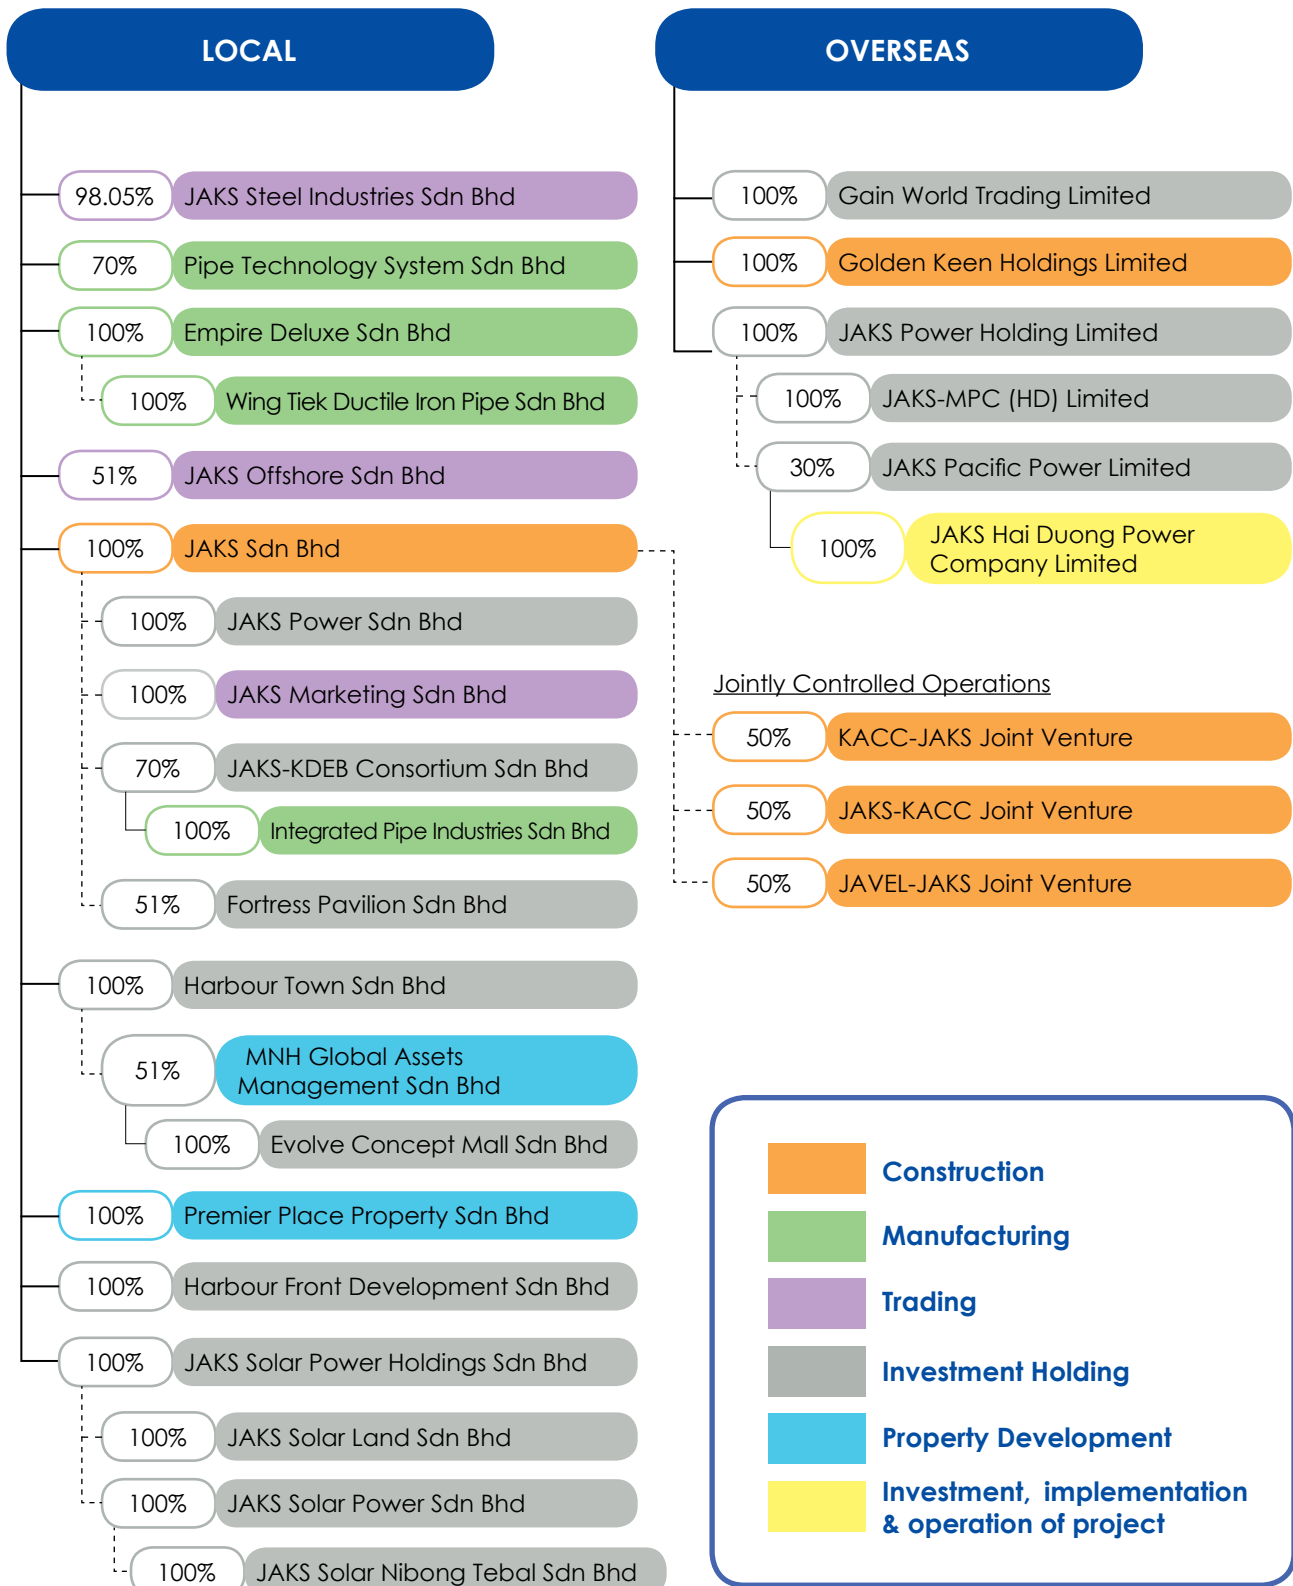 LOCAL
98.05% JAKS Steel Industries Sdn Bhd
70% Pipe Technology System Sdn Bhd
100% Empire Deluxe Sdn Bhd
100% Wing Tiek Ductile Iron Pipe Sdn Bhd
51% JAKS Offshore Sdn Bhd
100% JAKS Sdn Bhd
100% JAKS Power Sdn Bhd
100% JAKS Marketing Sdn Bhd
70% JAKS-KDEB Consortium Sdn Bhd
100% Integrated Pipe Industries Sdn Bhd
51% Fortress Pavilion Sdn Bhd
100% Harbour Town Sdn Bhd
51% MNH Global Assets
Management Sdn Bhd
100% Evolve Concept Mall Sdn Bhd
100% Premier Place Property Sdn Bhd
100% Harbour Front Development Sdn Bhd
100% JAKS Solar Power Holdings Sdn Bhd
100% JAKS Solar Land Sdn Bhd
100% JAKS Solar Power Sdn Bhd
100% JAKS Solar Nibong Tebal Sdn Bhd
OVERSEAS
100% Gain World Trading Limited
100% Golden Keen Holdings Limited
100% JAKS Power Holding Limited
100% JAKS-MPC (HD) Limited
30% JAKS Pacific Power Limited
100% JAKS Hai Duong Power
Company Limited
Jointly Controlled Operations
50% KACC-JAKS Joint Venture
50% JAKS-KACC Joint Venture
50% JAVEL-JAKS Joint Venture
Construction
Manufacturing
Trading
Investment Holding
Property Development
Investment, implementation
& operation of project